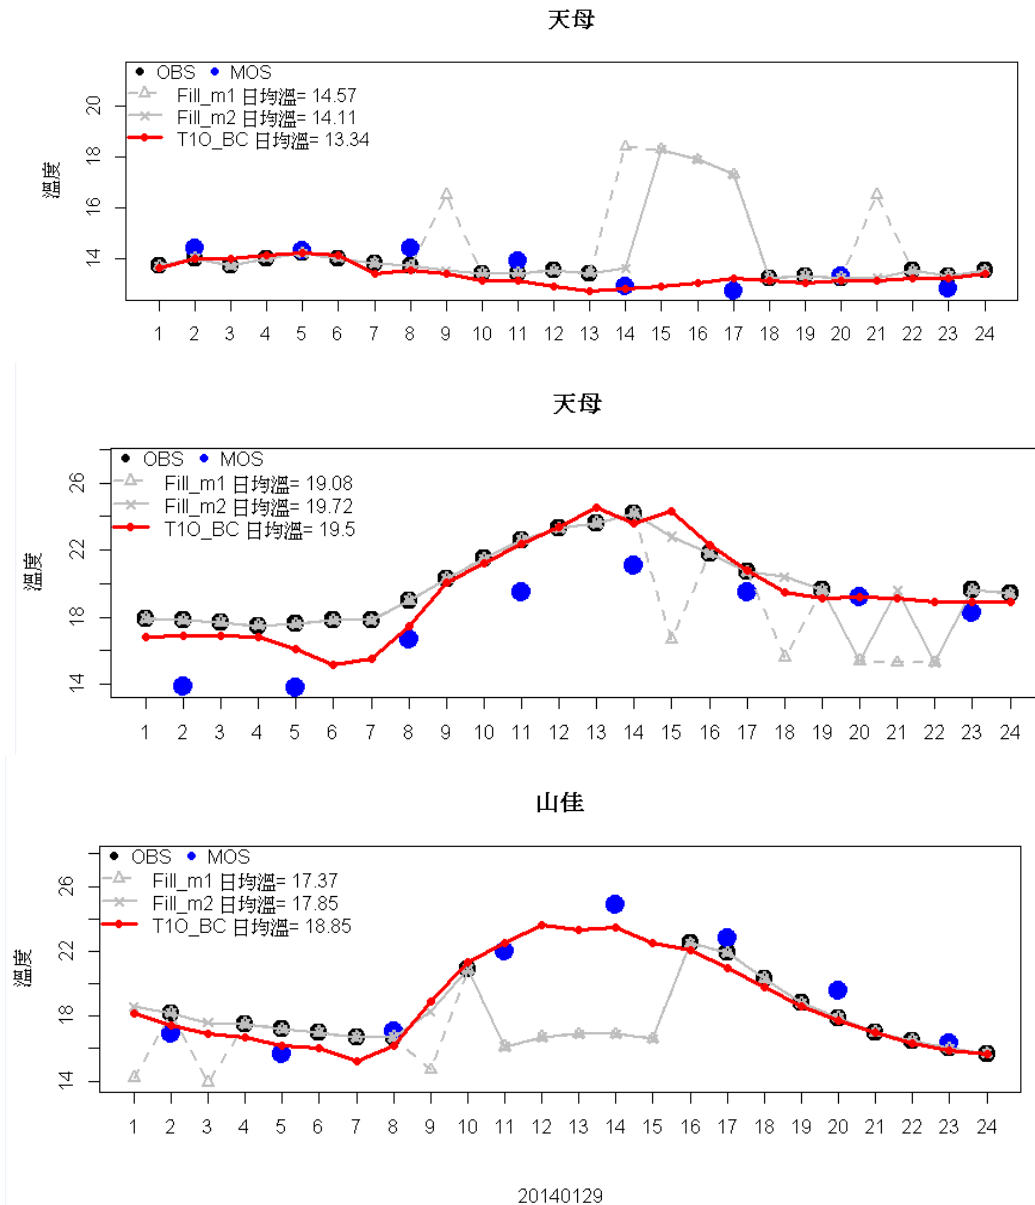 天母
OBS MOS
Fill_m1 日均溫= 14.57
Fill_m2 日均溫= 14.11
T1O_BC 日均溫= 13.34
溫度
20
18
16
14
1 2 3 4 5 6 7 8 9 10 11 12 13 14 15 16 17 18 19 20 21 22 23 24
天母
OBS MOS
Fill_m1 日均溫= 19.08
Fill_m2 日均溫= 19.72
T1O_BC 日均溫= 19.5
溫度
26
22
18
14
1 2 3 4 5 6 7 8 9 10 11 12 13 14 15 16 17 18 19 20 21 22 23 24
山佳
OBS MOS
Fill_m1 日均溫= 17.37
Fill_m2 日均溫= 17.85
T1O_BC 日均溫= 18.85
溫度
26
22
18
14
1 2 3 4 5 6 7 8 9 10 11 12 13 14 15 16 17 18 19 20 21 22 23 24
20140129